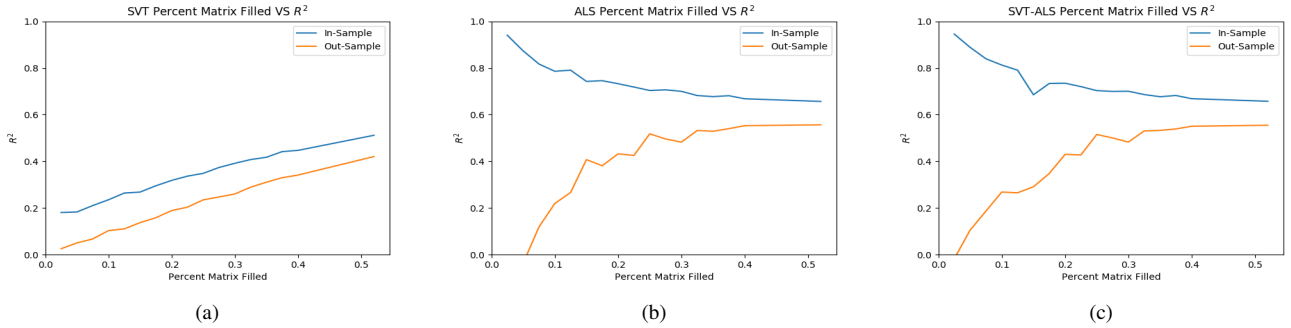 SVT Percent Matrix Filled VS R²
1.0
0.8
0.6
0.4
0.2
0.0
R²
In-Sample
Out-Sample
0.0 0.1 0.2 0.3 0.4 0.5
Percent Matrix Filled
(a)
ALS Percent Matrix Filled VS R²
1.0
0.8
0.6
0.4
0.2
0.0
R²
In-Sample
Out-Sample
0.0 0.1 0.2 0.3 0.4 0.5
Percent Matrix Filled
(b)
SVT-ALS Percent Matrix Filled VS R²
1.0
0.8
0.6
0.4
0.2
0.0
R²
In-Sample
Out-Sample
0.0 0.1 0.2 0.3 0.4 0.5
Percent Matrix Filled
(c)